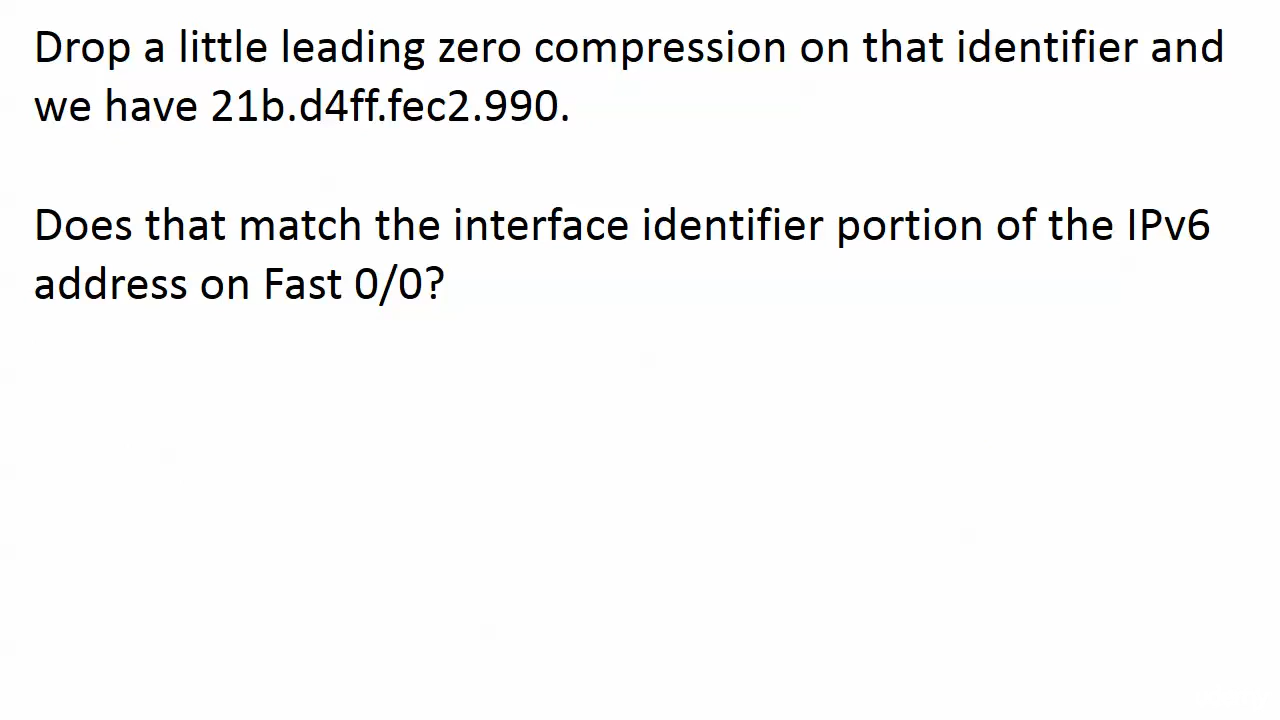 Drop a little leading zero compression on that identifier and
we have 21b.d4ff.fec2.990.
Does that match the interface identifier portion of the IPv6
address on Fast 0/0?